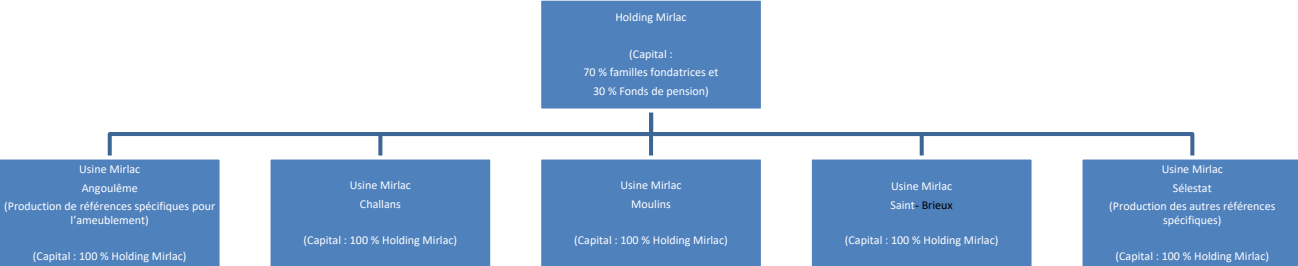 Holding Mirlac
(Capital :
70 % familles fondatrices et
30 % Fonds de pension)
Usine Mirlac
Angoulême
(Production de références spécifiques pour
l'ameublement)
(Capital : 100 % Holding Mirlac)
Usine Mirlac
Challans
(Capital : 100 % Holding Mirlac)
Usine Mirlac
Moulins
(Capital : 100 % Holding Mirlac)
Usine Mirlac
Saint- Brieux
(Capital : 100 % Holding Mirlac)
Usine Mirlac
Sélestat
(Production des autres références
spécifiques)
(Capital : 100 % Holding Mirlac)